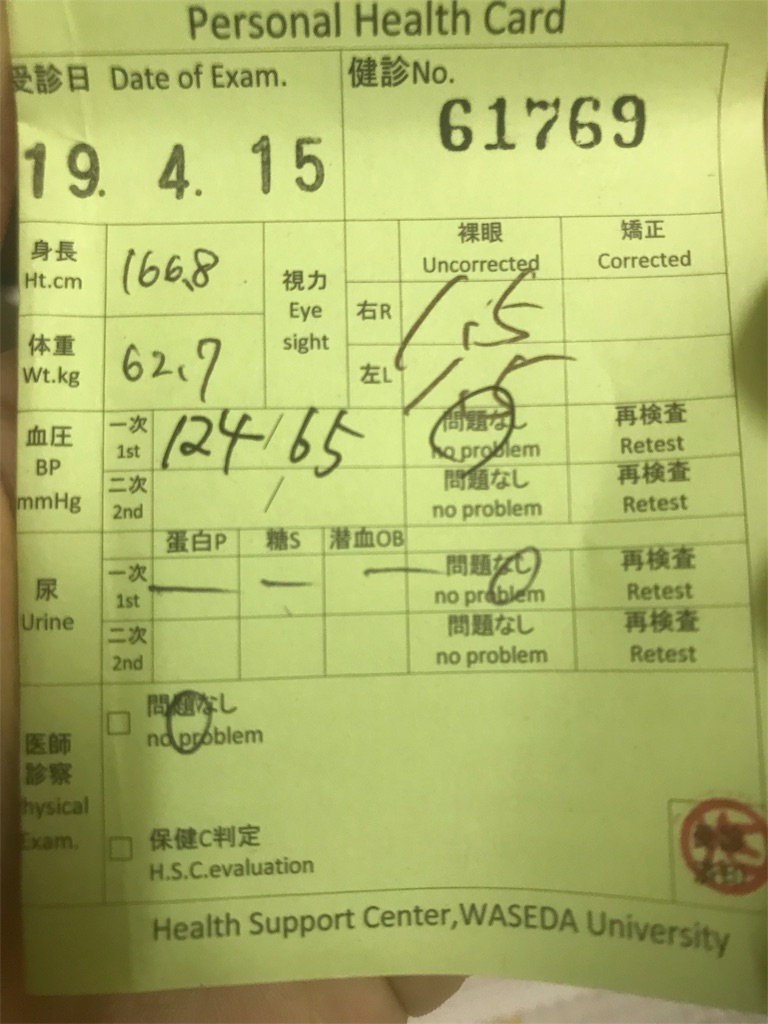 Personal Health Card
受診日 Date of Exam.
健診No.
19. 4. 15
61769
身長
Ht.cm
166.8
視力
Eye
sight
裸眼
Uncorrected
矯正
Corrected
右R
1.5
体重
Wt.kg
62.7
左L
1.5
血圧
BP
mmHg
一次
1st
124/65
問題なし
no problem
再検査
Retest
二次
2nd
/
問題なし
no problem
再検査
Retest
尿
Urine
蛋白P
糖S
潜血OB
一次
1st
— — —
問題なし
no problem
再検査
Retest
二次
2nd
問題なし
no problem
再検査
Retest
医師
診察
hysical
Exam.
問題なし
no problem
保健C判定
H.S.C.evaluation
Health Support Center,WASEDA University